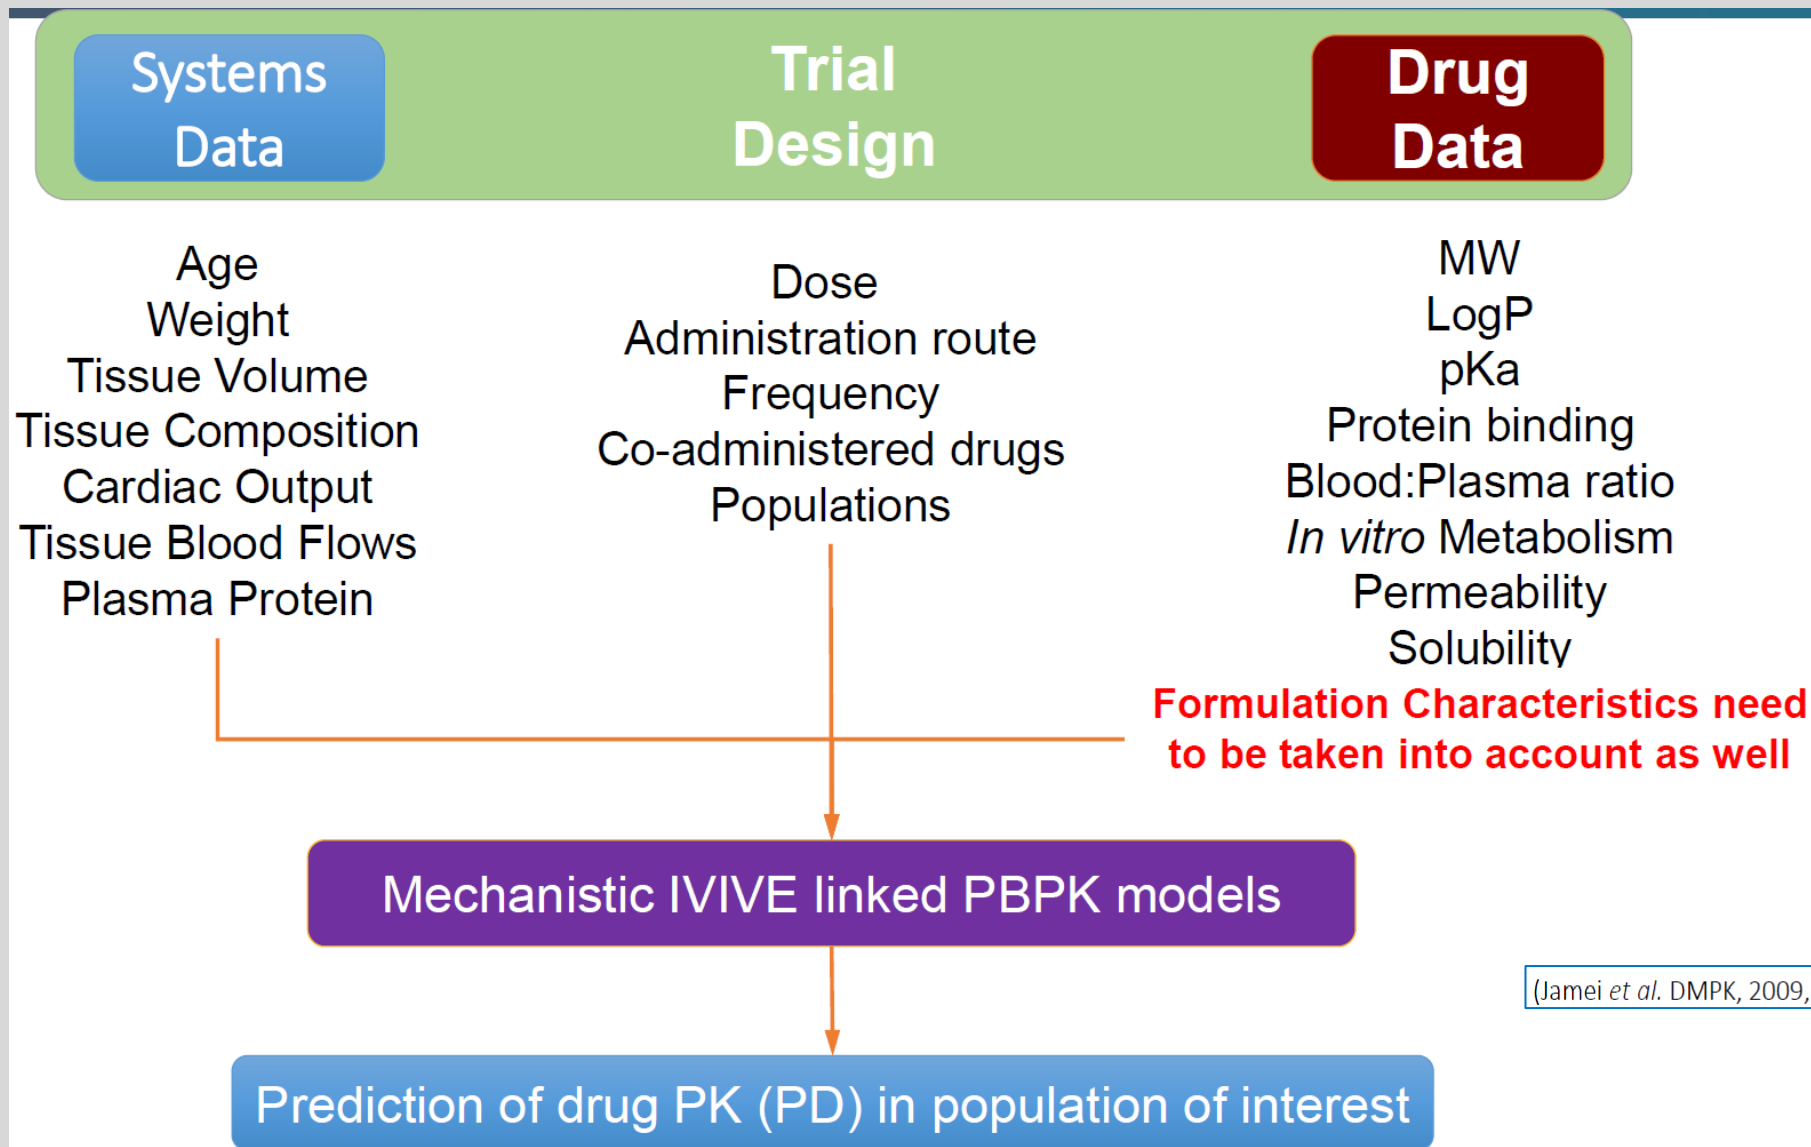 Systems
Data
Trial
Design
Drug
Data
Age
Weight
Tissue Volume
Tissue Composition
Cardiac Output
Tissue Blood Flows
Plasma Protein
Dose
Administration route
Frequency
Co-administered drugs
Populations
MW
LogP
pKa
Protein binding
Blood:Plasma ratio
In vitro Metabolism
Permeability
Solubility
Formulation Characteristics need
to be taken into account as well
Mechanistic IVIVE linked PBPK models
(Jamei et al. DMPK, 2009,
Prediction of drug PK (PD) in population of interest